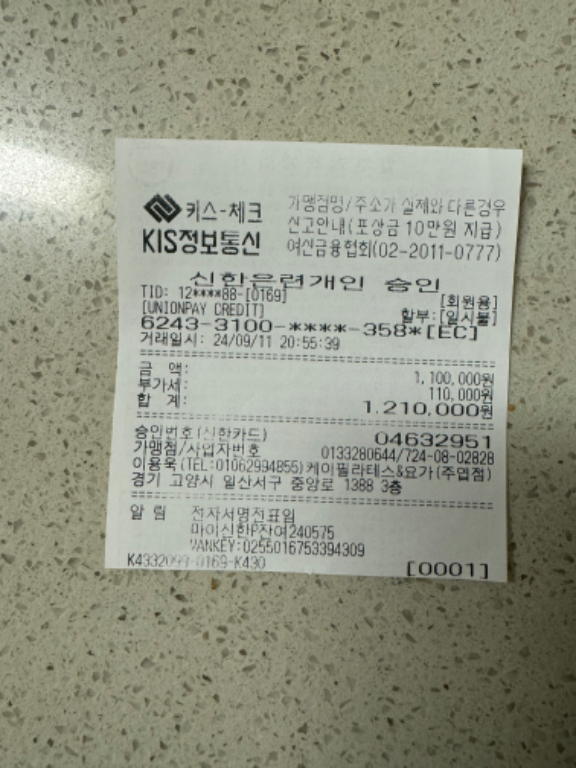 키스-체크
KIS정보통신
가맹점명/주소가 실제와 다른경우
신고안내(포상금 10만원 지급)
여신금융협회(02-2011-0777)
신한은련개인 승인
TID: 12****88-[0169] [회원용]
[UNIONPAY CREDIT] 할부:[일시불]
6243-3100-****-358*[EC]
거래일시: 24/09/11 20:55:39
금 액: 1,100,000원
부가세: 110,000원
합 계: 1,210,000원
승인번호(신한카드) 04632951
가맹점/사업자번호 0133280644/724-08-02828
이용욱(TEL:01062994855)케이필라테스&요가(주엽점)
경기 고양시 일산서구 중앙로 1388 3층
알 림 전자서명전표임
마이신한P잔여240575
VANKEY:0255016753394309
K4332099-0169-K430 [0001]